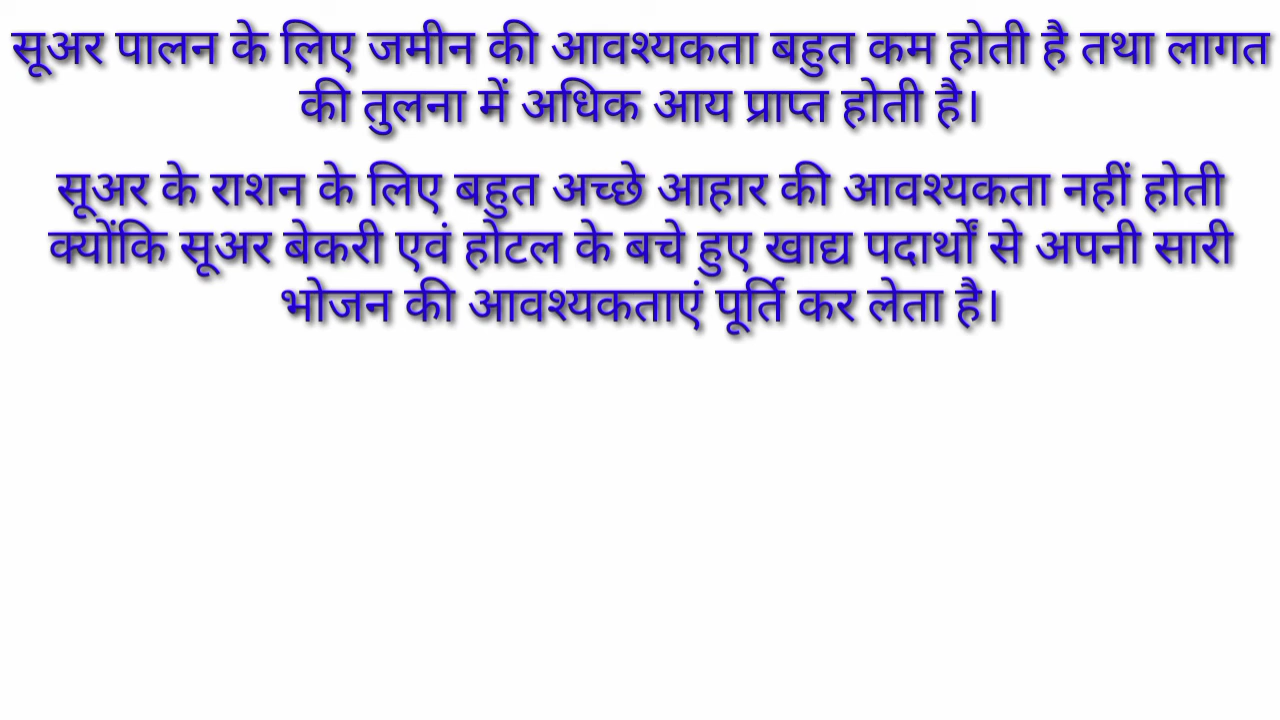 सूअर पालन के लिए जमीन की आवश्यकता बहुत कम होती है तथा लागत
की तुलना में अधिक आय प्राप्त होती है।
सूअर के राशन के लिए बहुत अच्छे आहार की आवश्यकता नहीं होती
क्योंकि सूअर बेकरी एवं होटल के बचे हुए खाद्य पदार्थों से अपनी सारी
भोजन की आवश्यकताएं पूर्ति कर लेता है।